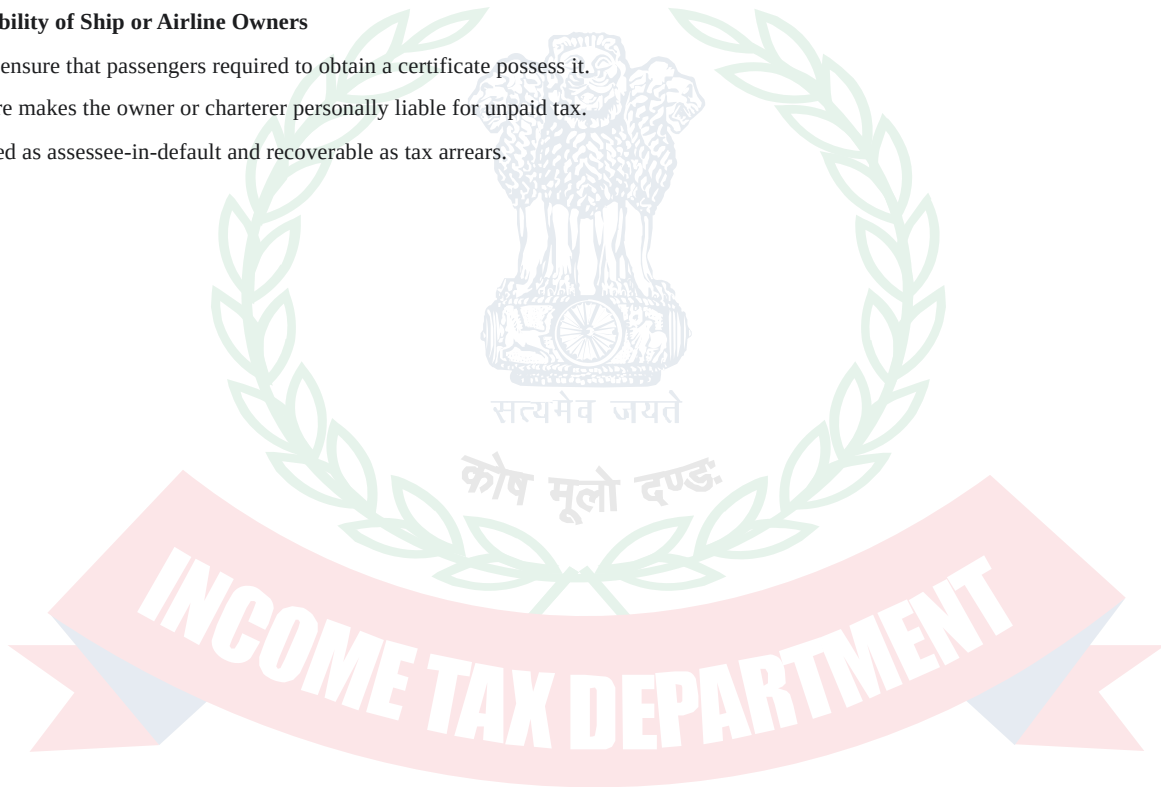 bility of Ship or Airline Owners
ensure that passengers required to obtain a certificate possess it.
re makes the owner or charterer personally liable for unpaid tax.
ed as assessee-in-default and recoverable as tax arrears.
सत्यमेव जयते
कोष मूलो दण्डः
INCOME TAX DEPARTMENT